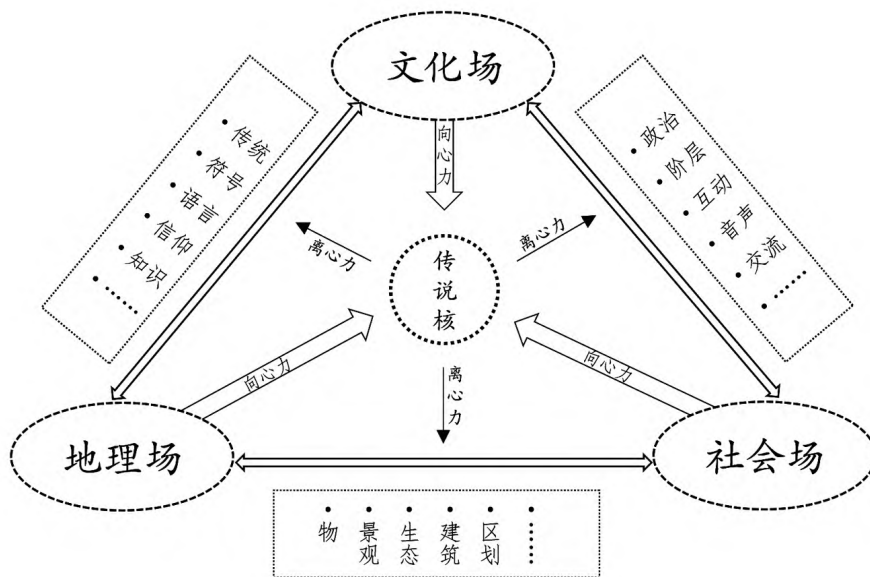 文化场
向心力
• 传统
• 符号
• 语言
• 信仰
• 知识
• ……
• 政治
• 阶层
• 互动
• 音声
• 交流
• ……
离心力
离心力
传说核
向心力
离心力
向心力
地理场
社会场
• 物
• 景观
• 生态
• 建筑
• 区划
• ……